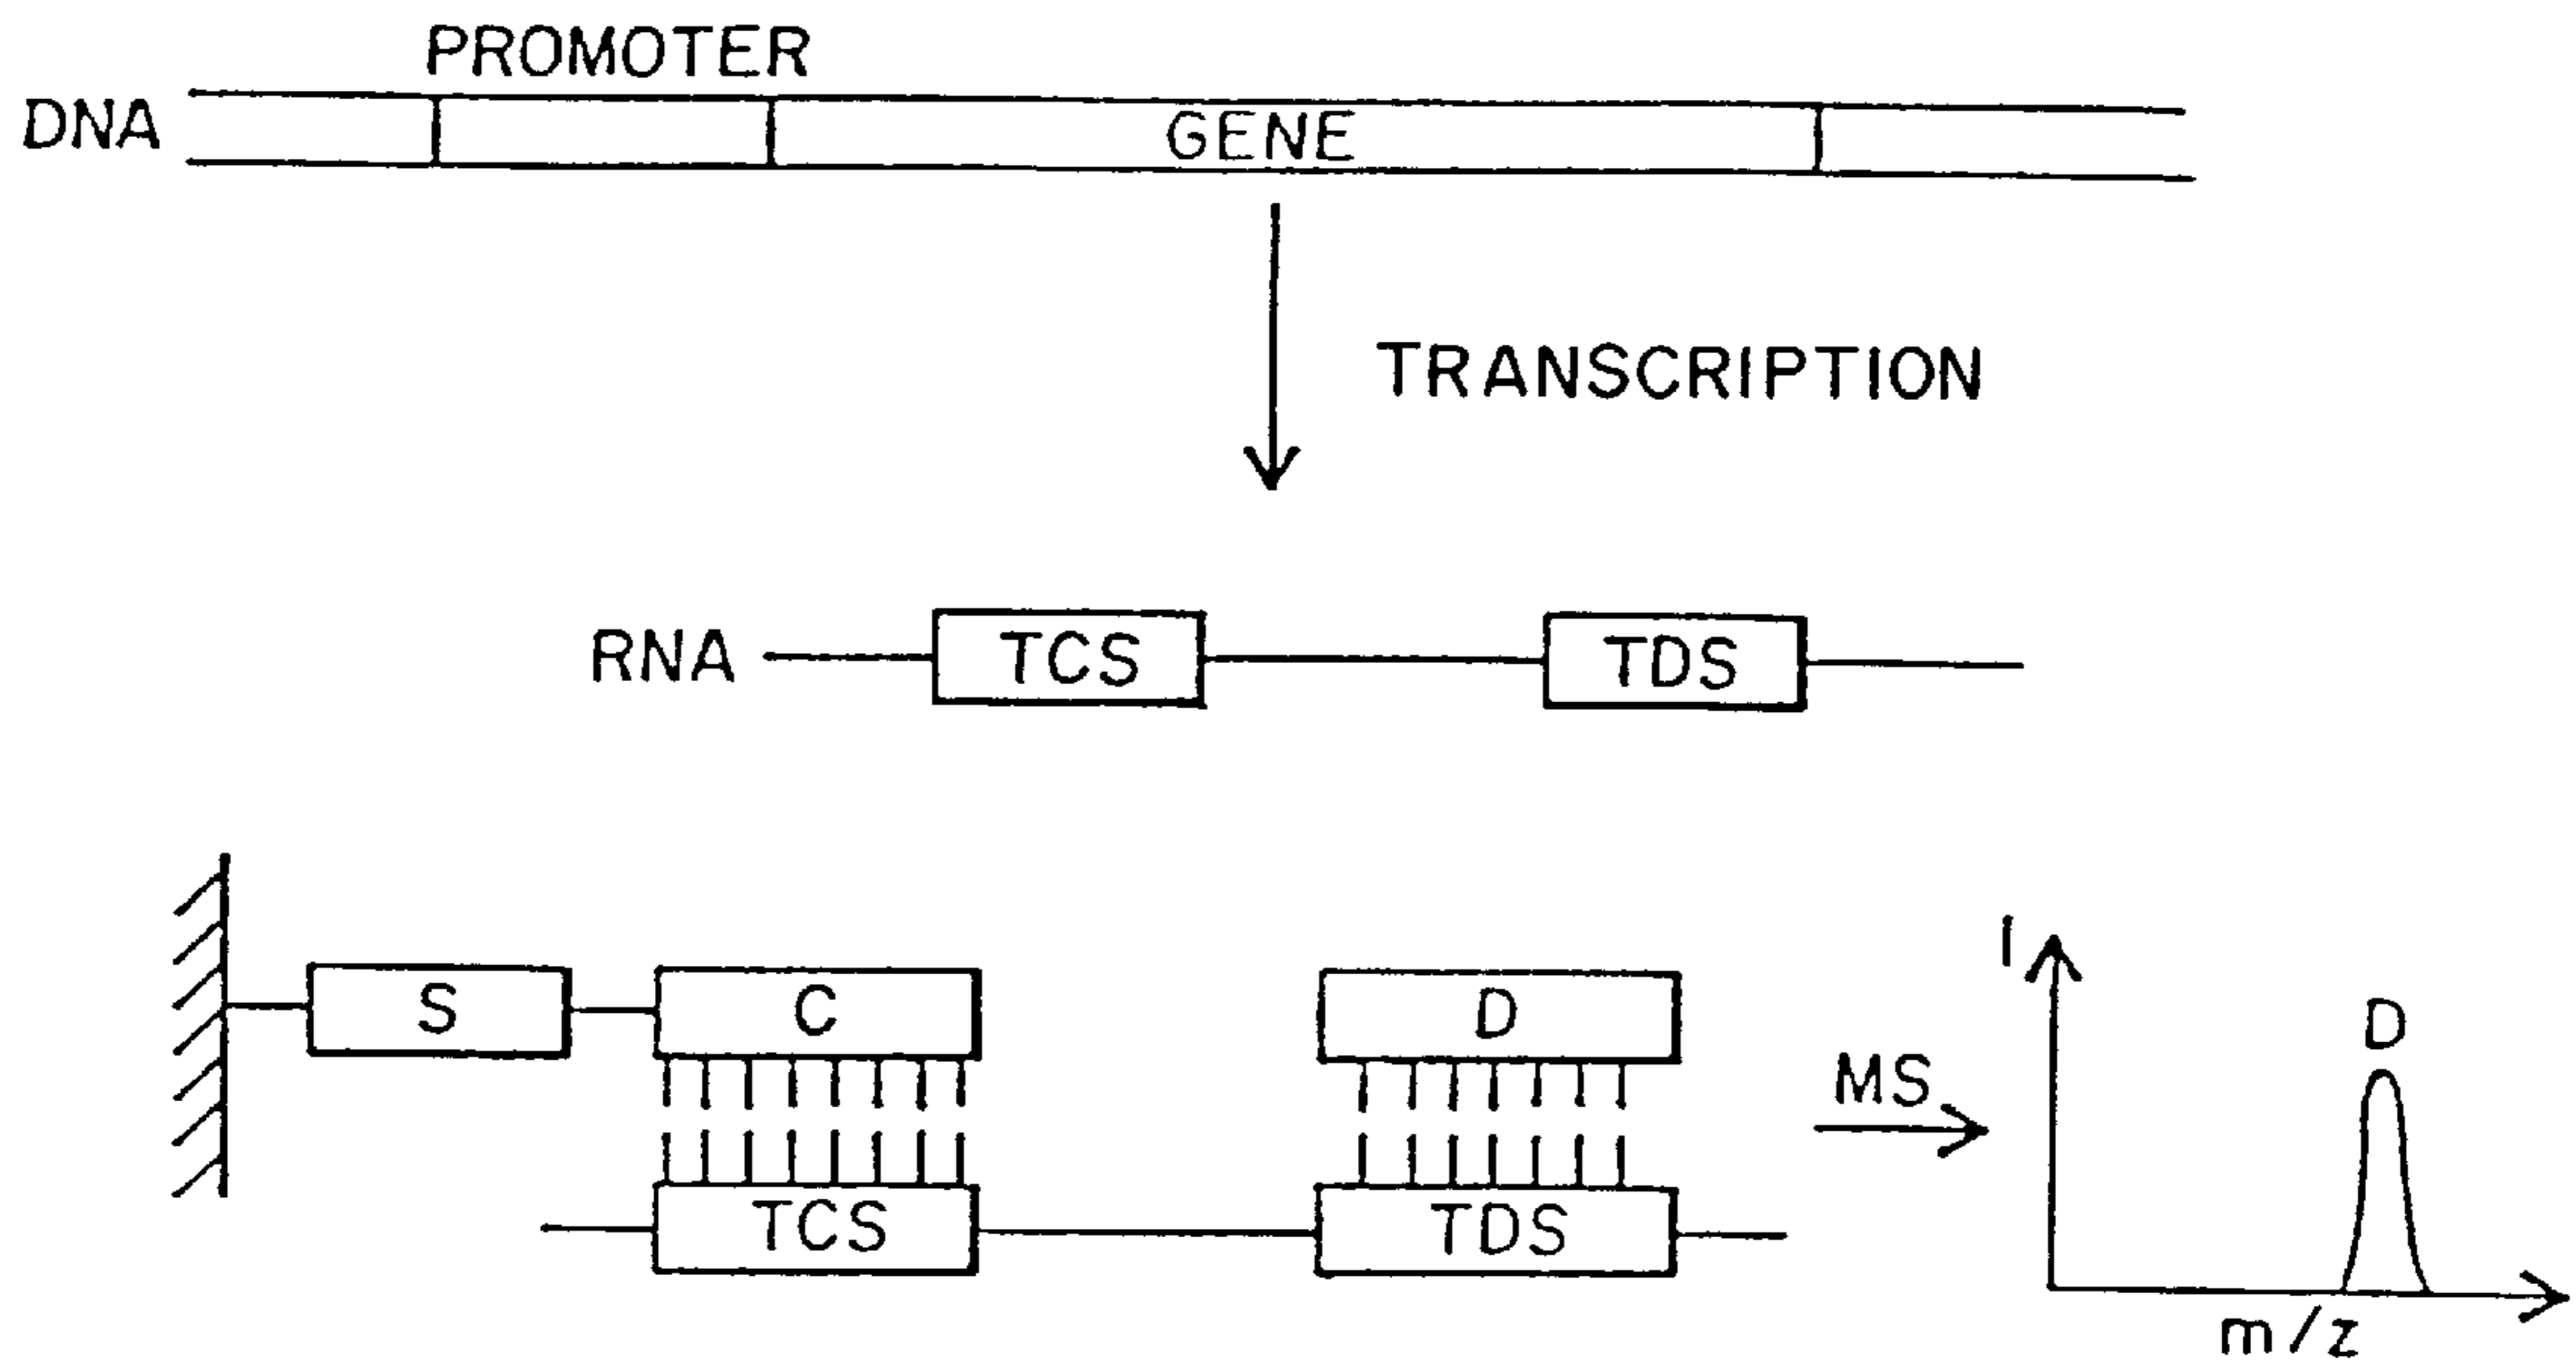 PROMOTER
DNA
GENE
TRANSCRIPTION
RNA
TCS
TDS
S
C
D
MS
I
D
TCS
TDS
m/z